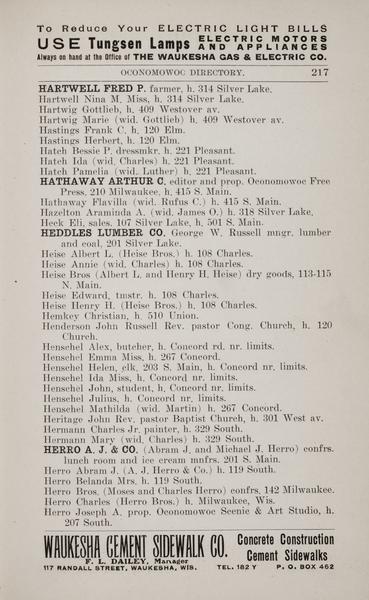 To Reduce Your ELECTRIC LIGHT BILLS
USE Tungsen Lamps ELECTRIC MOTORS AND APPLIANCES
Always on hand at the Office of THE WAUKESHA GAS & ELECTRIC CO.
OCONOMOWOC DIRECTORY. 217
HARTWELL FRED P. farmer, h. 314 Silver Lake.
Hartwell Nina M. Miss, h. 314 Silver Lake.
Hartwig Gottlieb, h. 409 Westover av.
Hartwig Marie (wid. Gottlieb) h. 409 Westover av.
Hastings Frank C. h. 120 Elm.
Hastings Herbert, h. 120 Elm.
Hatch Bessie P. dressmkr. h. 221 Pleasant.
Hatch Ida (wid. Charles) h. 221 Pleasant.
Hatch Pamelia (wid. Luther) h. 221 Pleasant.
HATHAWAY ARTHUR C. editor and prop. Oconomowoc Free
Press, 210 Milwaukee, h. 415 S. Main.
Hathaway Flavilla (wid. Rufus C.) h. 415 S. Main.
Hazelton Araminda A. (wid. James O.) h. 318 Silver Lake.
Heck Eli, sales. 107 Silver Lake, h. 501 S. Main.
HEDDLES LUMBER CO. George W. Russell mngr. lumber
and coal, 201 Silver Lake.
Heise Albert L. (Heise Bros.) h. 108 Charles.
Heise Annie (wid. Charles) h. 108 Charles.
Heise Bros (Albert L. and Henry H. Heise) dry goods, 113-115
N. Main.
Heise Edward, tmstr. h. 108 Charles.
Heise Henry H. (Heise Bros.) h. 108 Charles.
Hemkey Christian, h. 510 Union.
Henderson John Russell Rev. pastor Cong. Church, h. 120
Church.
Henschel Alex, butcher, h. Concord rd. nr. limits.
Henschel Emma Miss, h. 267 Concord.
Henschel Helen, clk. 203 S. Main, h. Concord nr. limits.
Henschel Ida Miss, h. Concord nr. limits.
Henschel John, student, h. Concord nr. limits.
Henschel Julius, h. Concord nr. limits.
Henschel Mathilda (wid. Martin) h. 267 Concord.
Heritage John Rev. pastor Baptist Church, h. 301 West av.
Hermann Charles Jr. painter, h. 329 South.
Hermann Mary (wid. Charles) h. 329 South.
HERRO A. J. & CO. (Abram J. and Michael J. Herro) confrs.
lunch room and ice cream mnfrs. 201 S. Main.
Herro Abram J. (A. J. Herro & Co.) h. 119 South.
Herro Belanda Mrs. h. 119 South.
Herro Bros. (Moses and Charles Herro) confrs. 142 Milwaukee.
Herro Charles (Herro Bros.) h. Milwaukee, Wis.
Herro Joseph A. prop. Oconomowoc Scenic & Art Studio, h.
207 South.
WAUKESHA CEMENT SIDEWALK CO. Concrete Construction
Cement Sidewalks
F. L. DAILEY, Manager
117 RANDALL STREET, WAUKESHA, WIS. TEL. 182 Y P. O. BOX 462